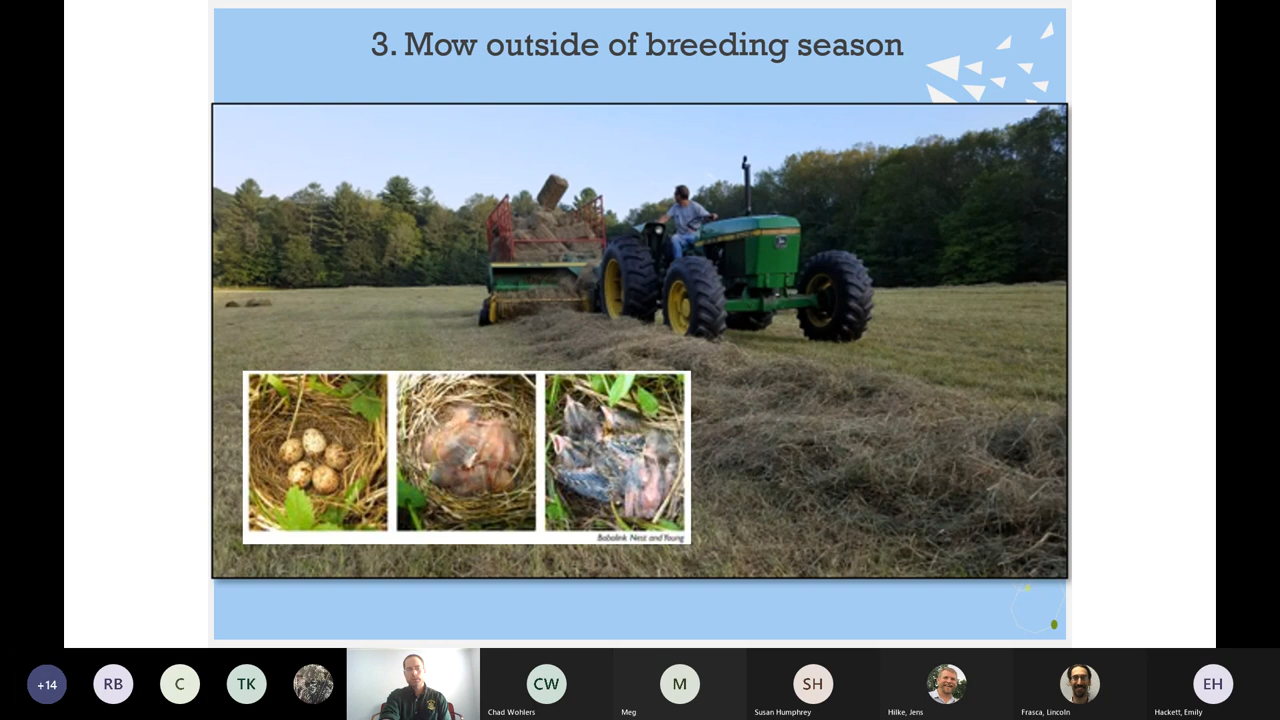 3. Mow outside of breeding season
Bobolink Nest and Young
+14
RB
C
TK
CW
Chad Wohlers
M
Meg
SH
Susan Humphrey
Hilke, Jens
Frasca, Lincoln
EH
Hackett, Emily